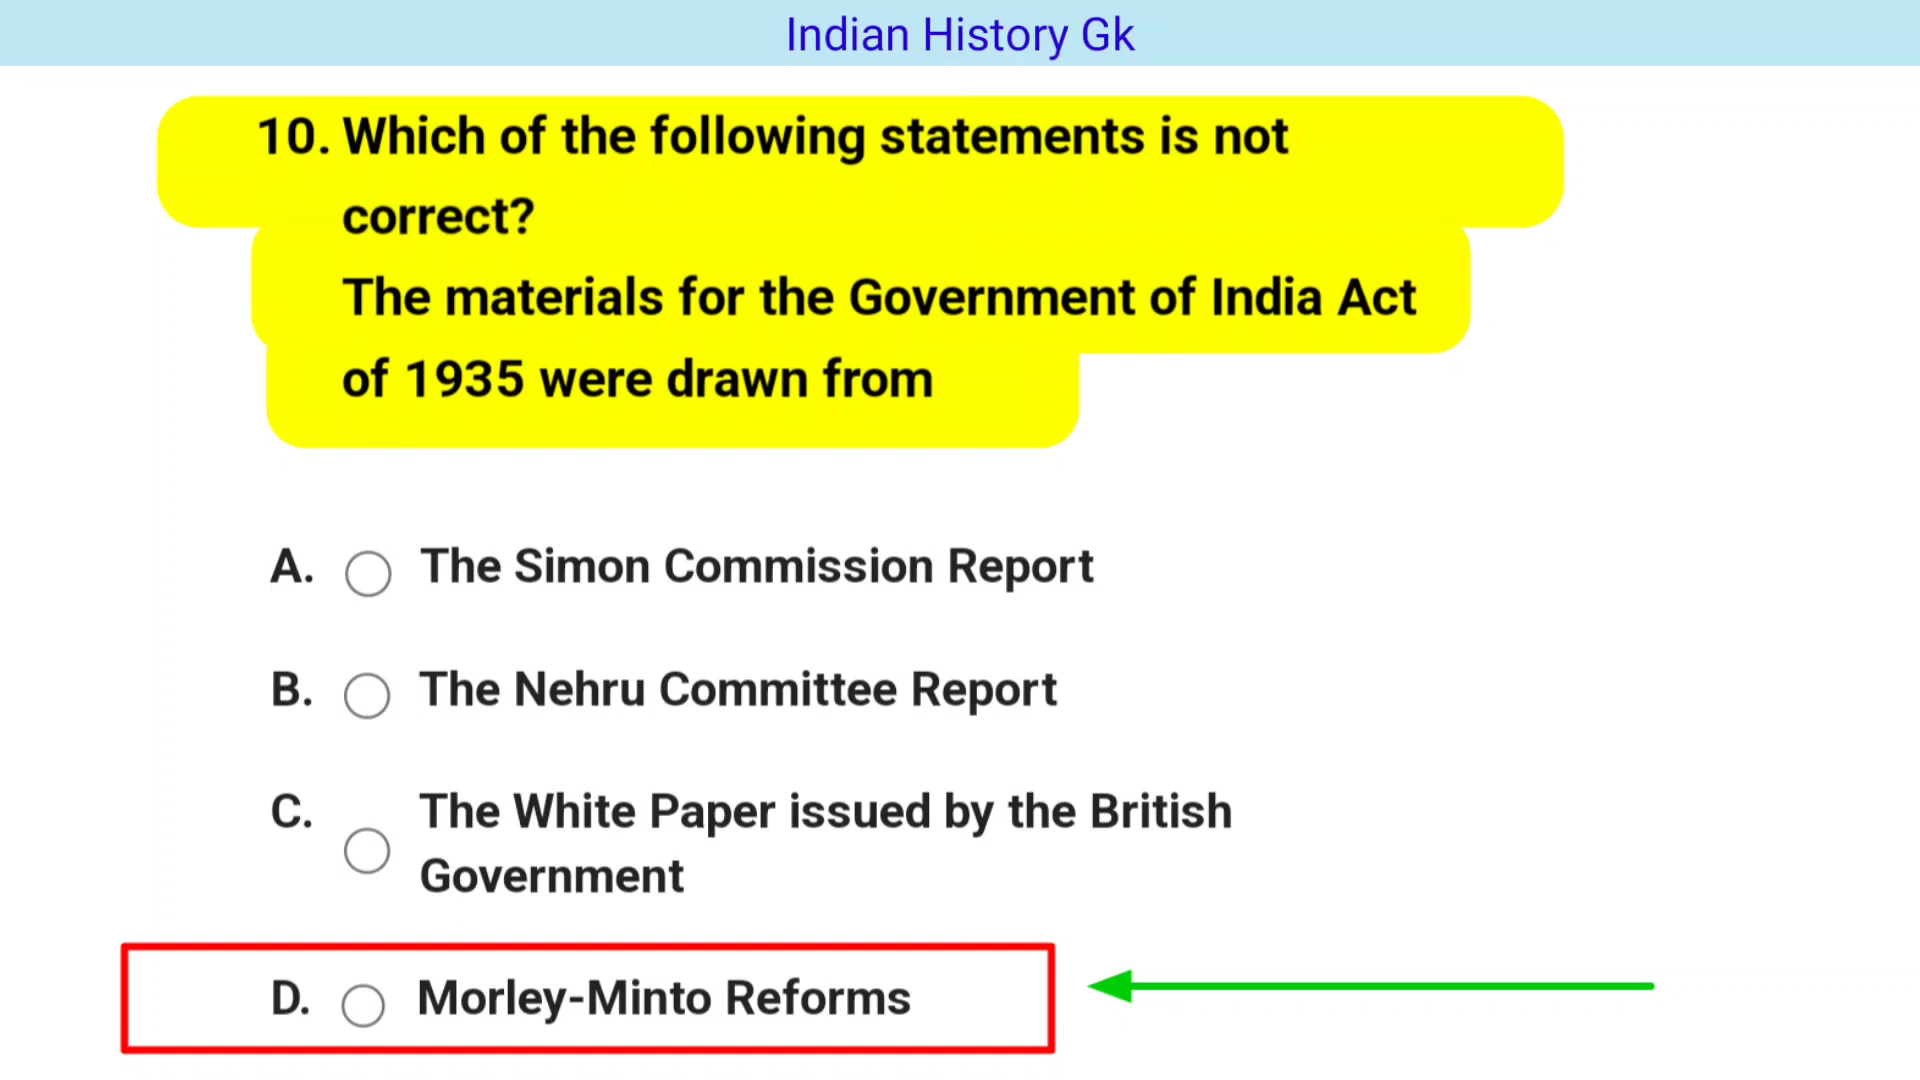 Indian History Gk
10. Which of the following statements is not
correct?
The materials for the Government of India Act
of 1935 were drawn from
A. The Simon Commission Report
B. The Nehru Committee Report
C. The White Paper issued by the British
Government
D. Morley-Minto Reforms